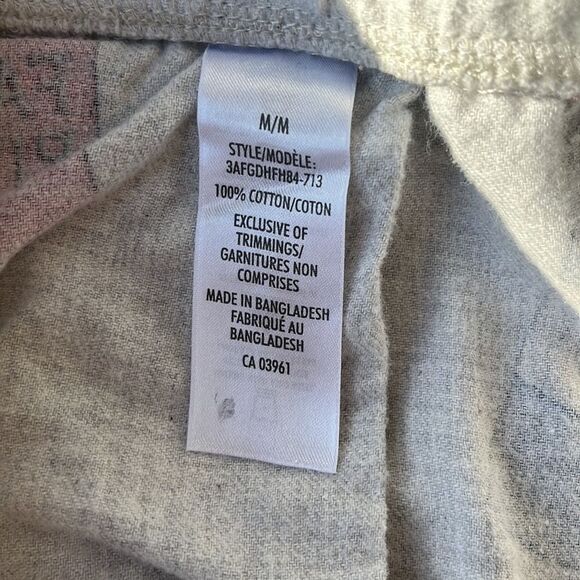 M/M
STYLE/MODÈLE:
3AFGDHFH84-713
100% COTTON/COTON
EXCLUSIVE OF
TRIMMINGS/
GARNITURES NON
COMPRISES
MADE IN BANGLADESH
FABRIQUÉ AU
BANGLADESH
CA 03961